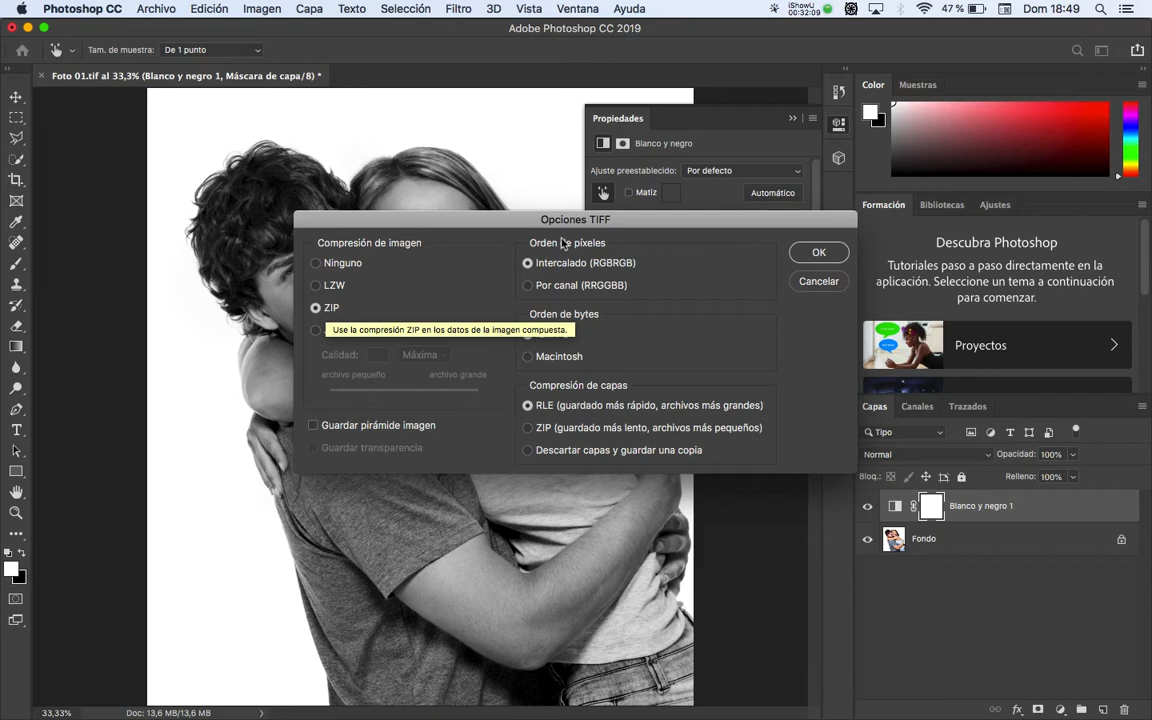 Photoshop CC Archivo Edición Imagen Capa Texto Selección Filtro 3D Vista Ventana Ayuda iShowU 00:32:09 47 % Dom 18:49
Adobe Photoshop CC 2019
Tam. de muestra: De 1 punto
Foto 01.tif al 33,3% (Blanco y negro 1, Máscara de capa/8) *
Propiedades
Blanco y negro
Ajuste preestablecido: Por defecto
Matiz Automático
Opciones TIFF
Compresión de imagen
Ninguno
LZW
ZIP
Use la compresión ZIP en los datos de la imagen compuesta.
Calidad: Máxima
archivo pequeño archivo grande
Guardar pirámide imagen
Guardar transparencia
Orden de píxeles
Intercalado (RGBRGB)
Por canal (RRGGBB)
Orden de bytes
Macintosh
Compresión de capas
RLE (guardado más rápido, archivos más grandes)
ZIP (guardado más lento, archivos más pequeños)
Descartar capas y guardar una copia
OK
Cancelar
Color Muestras
Formación Bibliotecas Ajustes
Descubra Photoshop
Tutoriales paso a paso directamente en la
aplicación. Seleccione un tema a
continuación.
Proyectos
Capas Canales Trazados
Tipo
Normal Opacidad: 100%
Bloq.: Relleno: 100%
Blanco y negro 1
Fondo
33,33% Doc: 13,6 MB/13,6 MB